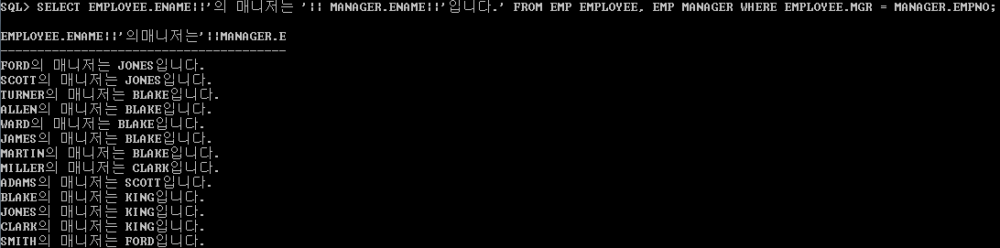 SQL> SELECT EMPLOYEE.ENAME||'의 매니저는 '|| MANAGER.ENAME||'입니다.' FROM EMP EMPLOYEE, EMP MANAGER WHERE EMPLOYEE.MGR = MANAGER.EMPNO;
EMPLOYEE.ENAME||'의매니저는'||MANAGER.E
----------------------------------------
FORD의 매니저는 JONES입니다.
SCOTT의 매니저는 JONES입니다.
TURNER의 매니저는 BLAKE입니다.
ALLEN의 매니저는 BLAKE입니다.
WARD의 매니저는 BLAKE입니다.
JAMES의 매니저는 BLAKE입니다.
MARTIN의 매니저는 BLAKE입니다.
MILLER의 매니저는 CLARK입니다.
ADAMS의 매니저는 SCOTT입니다.
BLAKE의 매니저는 KING입니다.
JONES의 매니저는 KING입니다.
CLARK의 매니저는 KING입니다.
SMITH의 매니저는 FORD입니다.